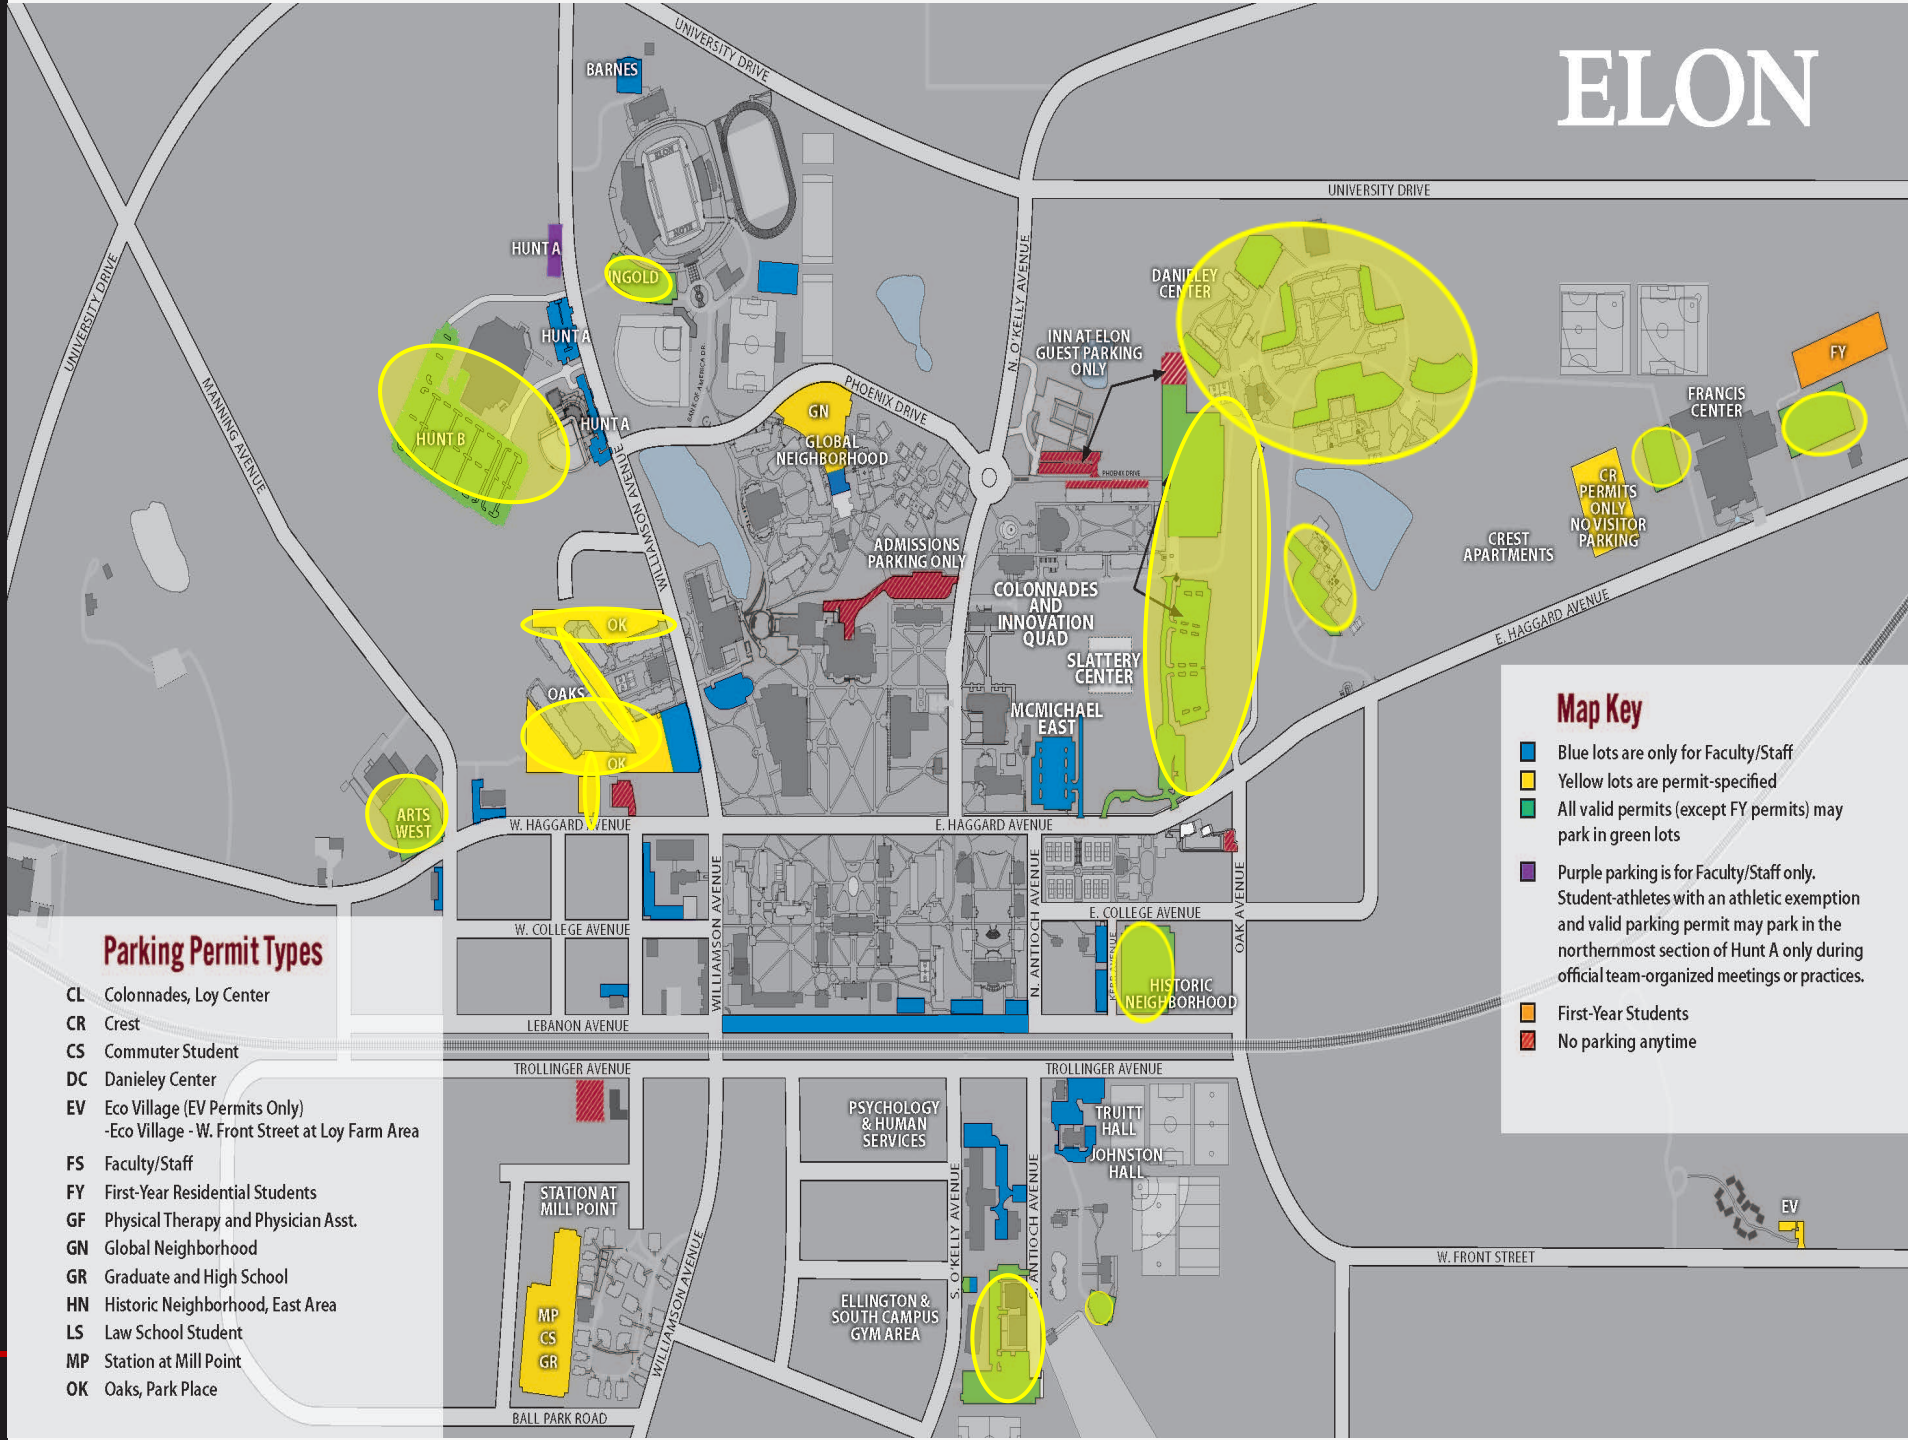 ELON
UNIVERSITY DRIVE
BARNES
UNIVERSITY DRIVE
ELON
ELON
HUNT A
INGOLD
N. O'KELLY AVENUE
DANIELEY
CENTER
UNIVERSITY DRIVE
HUNT A
INN AT ELON
GUEST PARKING
ONLY
FY
BANK OF AMERICA DR.
MANNING AVENUE
PHOENIX DRIVE
GN
FRANCIS
CENTER
HUNT A
HUNT B
GLOBAL
NEIGHBORHOOD
PHOENIX DRIVE
CR
PERMITS
ONLY
NO VISITOR
PARKING
WILLIAMSON AVENUE
ADMISSIONS
PARKING ONLY
CREST
APARTMENTS
COLONNADES
AND
INNOVATION
QUAD
OK
E. HAGGARD AVENUE
SLATTERY
CENTER
OAKS
MCMICHAEL
EAST
OK
ARTS
WEST
W. HAGGARD AVENUE
E. HAGGARD AVENUE
WILLIAMSON AVENUE
N. ANTIOCH AVENUE
OAK AVENUE
E. COLLEGE AVENUE
W. COLLEGE AVENUE
KERR AVENUE
HISTORIC
NEIGHBORHOOD
LEBANON AVENUE
TROLLINGER AVENUE
TROLLINGER AVENUE
PSYCHOLOGY
& HUMAN
SERVICES
TRUITT
HALL
JOHNSTON
HALL
S. O'KELLY AVENUE
S. ANTIOCH AVENUE
STATION AT
MILL POINT
EV
W. FRONT STREET
WILLIAMSON AVENUE
MP
CS
GR
ELLINGTON &
SOUTH CAMPUS
GYM AREA
BALL PARK ROAD
Map Key
Blue lots are only for Faculty/Staff
Yellow lots are permit-specified
All valid permits (except FY permits) may
park in green lots
Purple parking is for Faculty/Staff only.
Student-athletes with an athletic exemption
and valid parking permit may park in the
northernmost section of Hunt A only during
official team-organized meetings or practices.
First-Year Students
No parking anytime
Parking Permit Types
CL Colonnades, Loy Center
CR Crest
CS Commuter Student
DC Danieley Center
EV Eco Village (EV Permits Only)
-Eco Village - W. Front Street at Loy Farm Area
FS Faculty/Staff
FY First-Year Residential Students
GF Physical Therapy and Physician Asst.
GN Global Neighborhood
GR Graduate and High School
HN Historic Neighborhood, East Area
LS Law School Student
MP Station at Mill Point
OK Oaks, Park Place